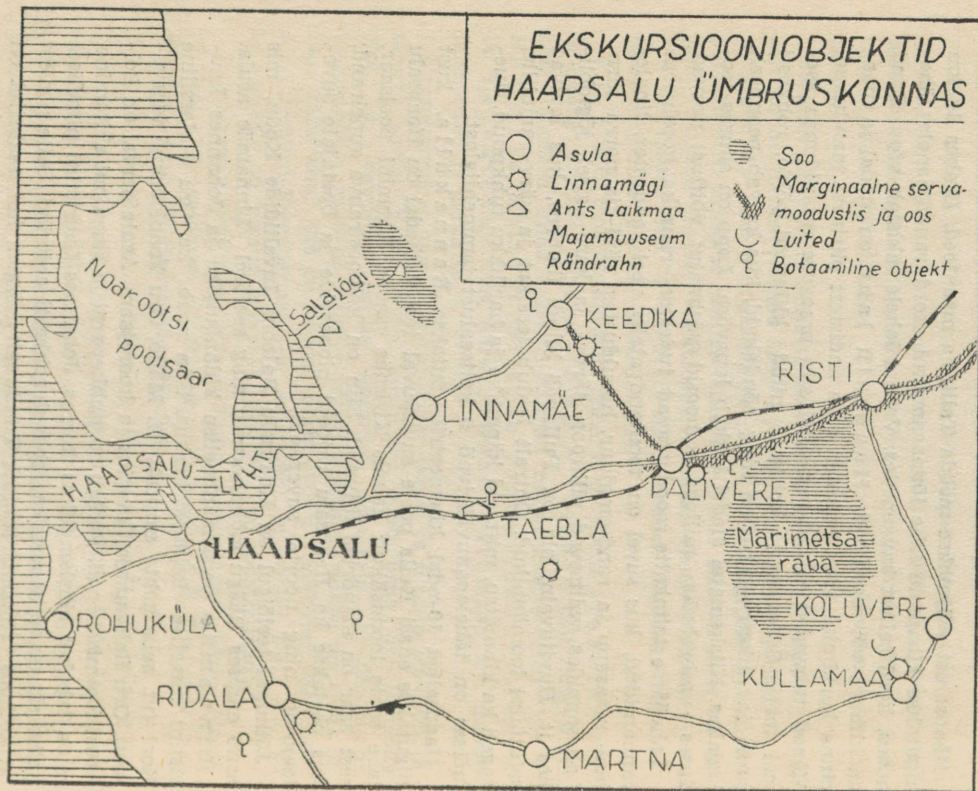 EKSKURSIOONIOBJEKTID
HAAPSALU ÜMBRUSKONNAS
Asula
Linnamägi
Ants Laikmaa
Majamuuseum
Rändrahn
Soo
Marginaalne serva-
moodustis ja oos
Luited
Botaaniline objekt
Noarootsi
poolsaar
Salajõgi
KEEDIKA
RISTI
LINNAMÄE
HAAPSALU LAHT
PALIVERE
TAEBLA
HAAPSALU
Marimetsa
raba
ROHUKÜLA
KOLUVERE
KULLAMAA
RIDALA
MARTNA